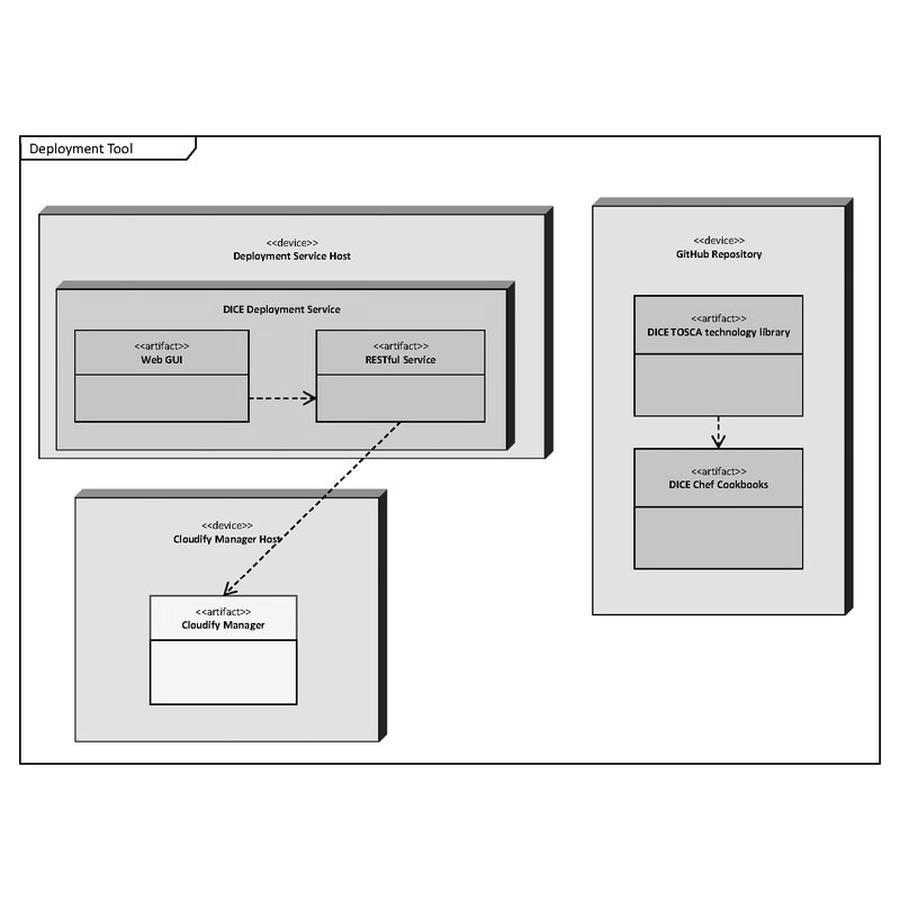 Deployment Tool
<<device>>
Deployment Service Host
DICE Deployment Service
<<artifact>>
Web GUI
<<artifact>>
RESTful Service
<<device>>
GitHub Repository
<<artifact>>
DICE TOSCA technology library
<<artifact>>
DICE Chef Cookbooks
<<device>>
Cloudify Manager Host
<<artifact>>
Cloudify Manager